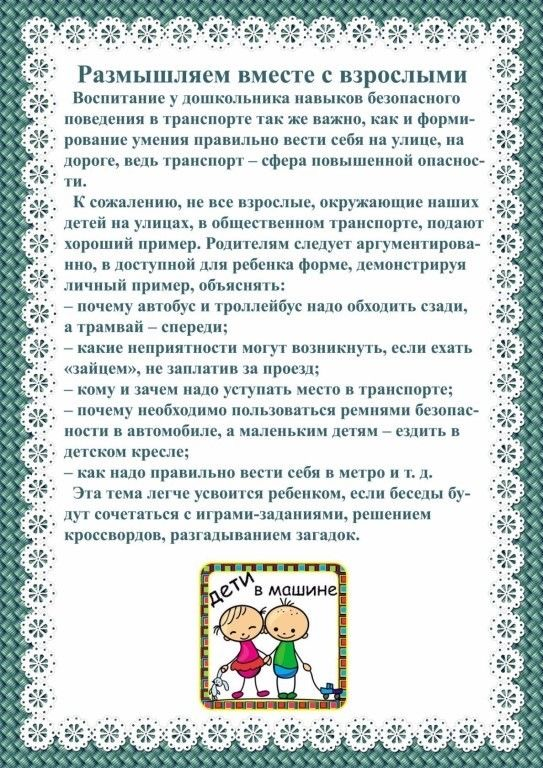 Размышляем вместе с взрослыми
Воспитание у дошкольника навыков безопасного
поведения в транспорте так же важно, как и форми-
рование умения правильно вести себя на улице, на
дороге, ведь транспорт – сфера повышенной опаснос-
ти.
К сожалению, не все взрослые, окружающие наших
детей на улицах, в общественном транспорте, подают
хороший пример. Родителям следует аргументирова-
нно, в доступной для ребенка форме, демонстрируя
личный пример, объяснять:
– почему автобус и троллейбус надо обходить сзади,
а трамвай – спереди;
– какие неприятности могут возникнуть, если ехать
«зайцем», не заплатив за проезд;
– кому и зачем надо уступать место в транспорте;
– почему необходимо пользоваться ремнями безопас-
ности в автомобиле, а маленьким детям – ездить в
детском кресле;
– как надо правильно вести себя в метро и т. д.
Эта тема легче усвоится ребенком, если беседы бу-
дут сочетаться с играми-заданиями, решением
кроссвордов, разгадыванием загадок.
дети
в машине